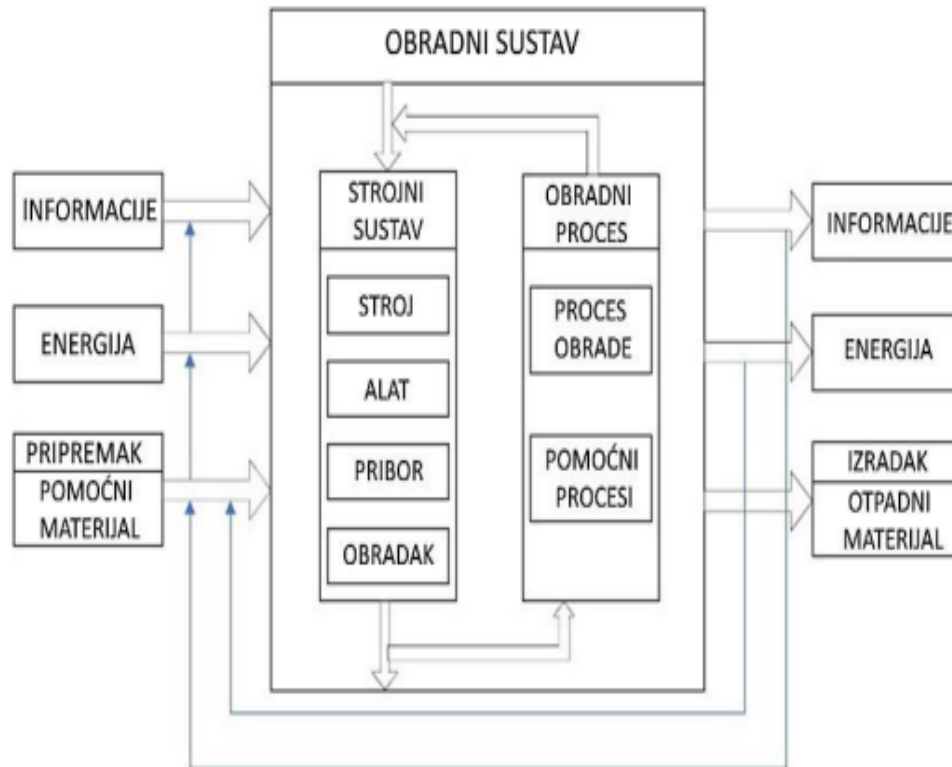 OBRADNI SUSTAV
INFORMACIJE
ENERGIJA
PRIPREMAK
POMOĆNI
MATERIJAL
STROJNI
SUSTAV
STROJ
ALAT
PRIBOR
OBRADAK
OBRADNI
PROCES
PROCES
OBRADE
POMOĆNI
PROCESI
INFORMACIJE
ENERGIJA
IZRADAK
OTPADNI
MATERIJAL